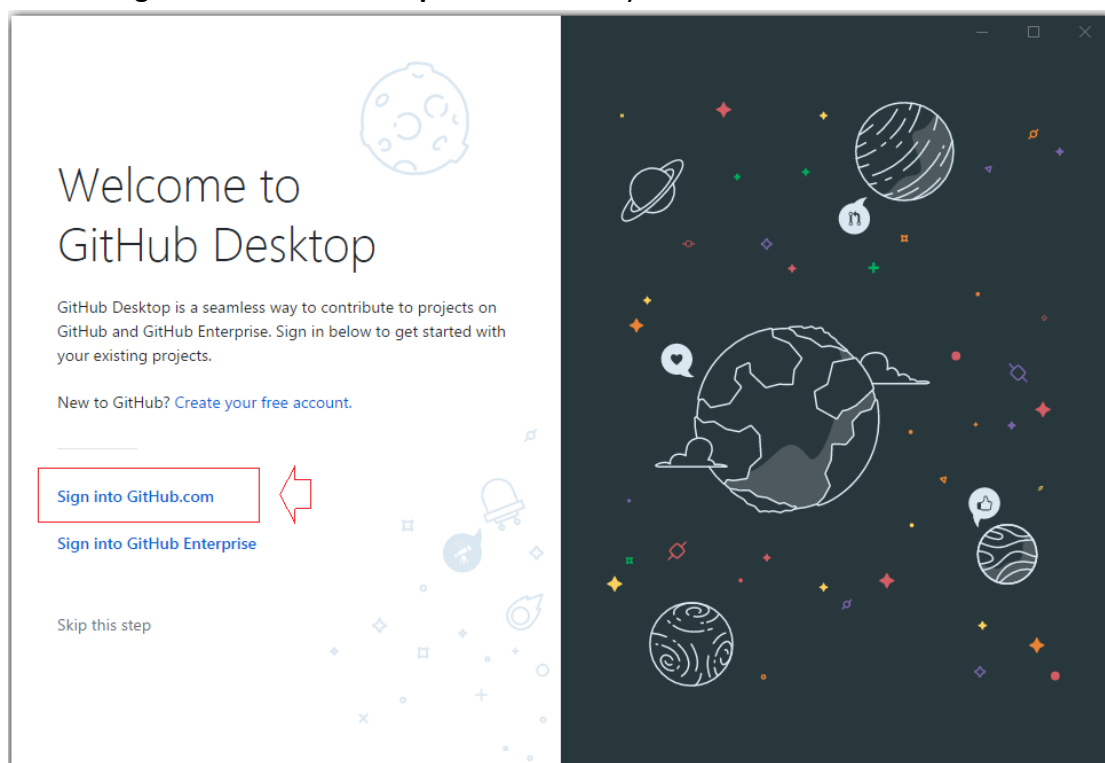 Welcome to
GitHub Desktop
GitHub Desktop is a seamless way to contribute to projects on
GitHub and GitHub Enterprise. Sign in below to get started with
your existing projects.
New to GitHub? Create your free account.
Sign into GitHub.com
Sign into GitHub Enterprise
Skip this step